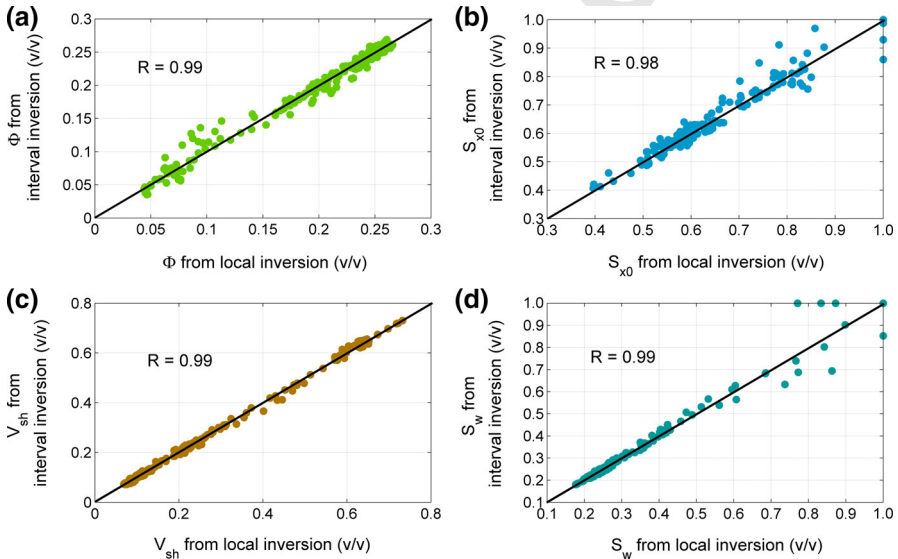 (a)
0.3
0.25
0.2
0.15
0.1
0.05
0
Φ from
interval inversion (v/v)
R = 0.99
0 0.05 0.1 0.15 0.2 0.25 0.3
Φ from local inversion (v/v)
(b)
1.0
0.9
0.8
0.7
0.6
0.5
0.4
0.3
Sx0 from
interval inversion (v/v)
R = 0.98
0.3 0.4 0.5 0.6 0.7 0.8 0.9 1.0
Sx0 from local inversion (v/v)
(c)
0.8
0.6
0.4
0.2
0
Vsh from
interval inversion (v/v)
R = 0.99
0 0.2 0.4 0.6 0.8
Vsh from local inversion (v/v)
(d)
1.0
0.9
0.8
0.7
0.6
0.5
0.4
0.3
0.2
0.1
Sw from
interval inversion (v/v)
R = 0.99
0.1 0.2 0.3 0.4 0.5 0.6 0.7 0.8 0.9 1.0
Sw from local inversion (v/v)